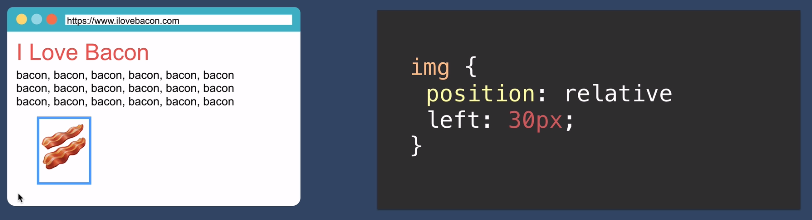 https://www.ilovebacon.com
I Love Bacon
bacon, bacon, bacon, bacon, bacon, bacon
bacon, bacon, bacon, bacon, bacon, bacon
bacon, bacon, bacon, bacon, bacon, bacon
img {
position: relative
left: 30px;
}